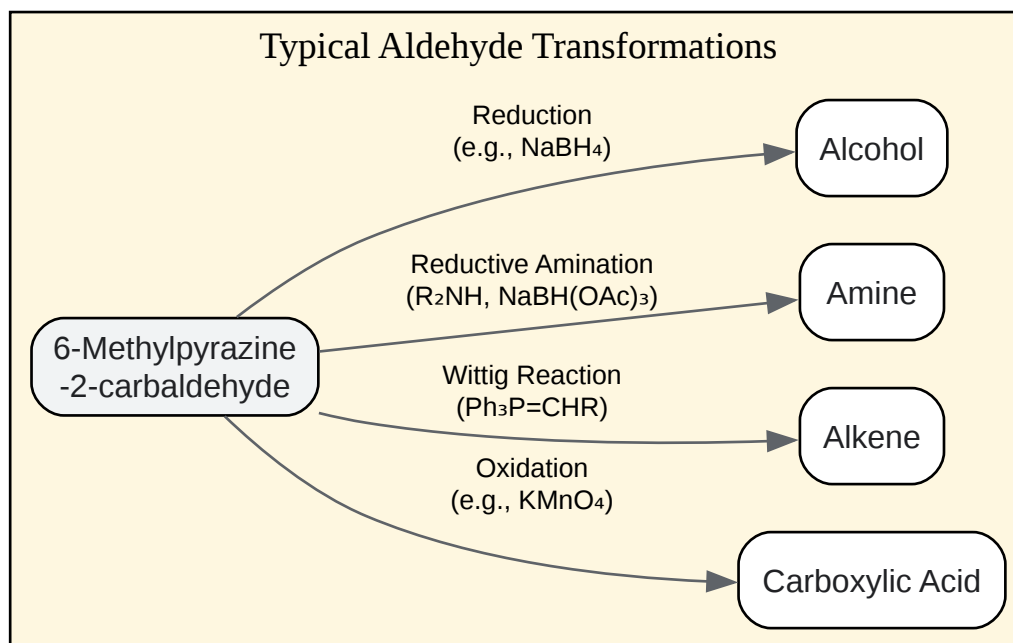 Typical Aldehyde Transformations
Reduction
(e.g., NaBH₄)
Alcohol
Reductive Amination
(R₂NH, NaBH(OAc)₃)
Amine
6-Methylpyrazine
-2-carbaldehyde
Wittig Reaction
(Ph₃P=CHR)
Alkene
Oxidation
(e.g., KMnO₄)
Carboxylic Acid